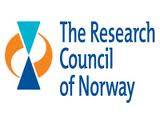 The Research
Council
of Norway